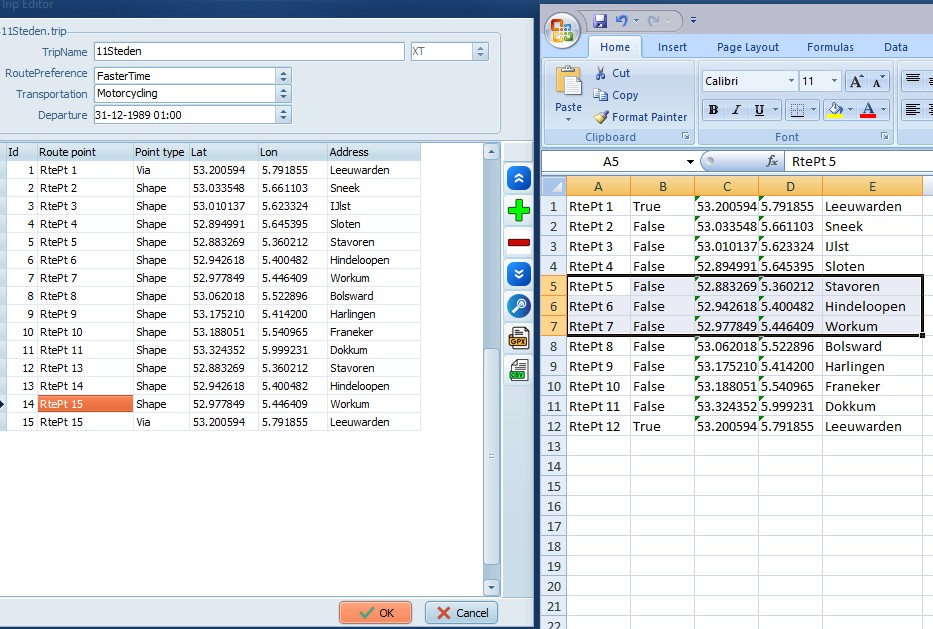 Trip Editor
11Steden.trip
TripName 11Steden XT
RoutePreference FasterTime
Transportation Motorcycling
Departure 31-12-1989 01:00
Id Route point Point type Lat Lon Address
1 RtePt 1 Via 53.200594 5.791855 Leeuwarden
2 RtePt 2 Shape 53.033548 5.661103 Sneek
3 RtePt 3 Shape 53.010137 5.623324 IJlst
4 RtePt 4 Shape 52.894991 5.645395 Sloten
5 RtePt 5 Shape 52.883269 5.360212 Stavoren
6 RtePt 6 Shape 52.942618 5.400482 Hindeloopen
7 RtePt 7 Shape 52.977849 5.446409 Workum
8 RtePt 8 Shape 53.062018 5.522896 Bolsward
9 RtePt 9 Shape 53.175210 5.414200 Harlingen
10 RtePt 10 Shape 53.188051 5.540965 Franeker
11 RtePt 11 Shape 53.324352 5.999231 Dokkum
12 RtePt 13 Shape 52.883269 5.360212 Stavoren
13 RtePt 14 Shape 52.942618 5.400482 Hindeloopen
14 RtePt 15 Shape 52.977849 5.446409 Workum
15 RtePt 15 Via 53.200594 5.791855 Leeuwarden
GPX
CSV
OK Cancel
Home Insert Page Layout Formulas Data
Paste
Cut
Copy
Format Painter
Clipboard
Calibri 11 A A
B I U A
Font
A5 fx RtePt 5
A B C D E
1 RtePt 1 True 53.200594 5.791855 Leeuwarden
2 RtePt 2 False 53.033548 5.661103 Sneek
3 RtePt 3 False 53.010137 5.623324 IJlst
4 RtePt 4 False 52.894991 5.645395 Sloten
5 RtePt 5 False 52.883269 5.360212 Stavoren
6 RtePt 6 False 52.942618 5.400482 Hindeloopen
7 RtePt 7 False 52.977849 5.446409 Workum
8 RtePt 8 False 53.062018 5.522896 Bolsward
9 RtePt 9 False 53.175210 5.414200 Harlingen
10 RtePt 10 False 53.188051 5.540965 Franeker
11 RtePt 11 False 53.324352 5.999231 Dokkum
12 RtePt 12 True 53.200594 5.791855 Leeuwarden
13
14
15
16
17
18
19
20
21
22